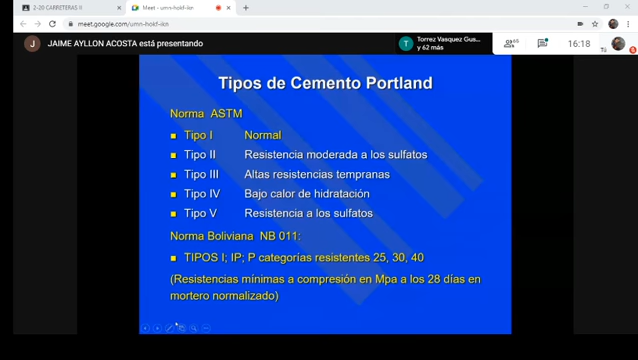 2-20 CARRETERAS II
Meet - umn-hokf-ikn
meet.google.com/umn-hokf-ikn
J JAIME AYLLON ACOSTA está presentando
T Torrez Vasquez Gus...
y 62 más
16:18
Tú
Tipos de Cemento Portland
Norma ASTM
Tipo I Normal
Tipo II Resistencia moderada a los sulfatos
Tipo III Altas resistencias tempranas
Tipo IV Bajo calor de hidratación
Tipo V Resistencia a los sulfatos
Norma Boliviana NB 011:
TIPOS I; IP; P categorías resistentes 25, 30, 40
(Resistencias mínimas a compresión en Mpa a los 28 días en
mortero normalizado)